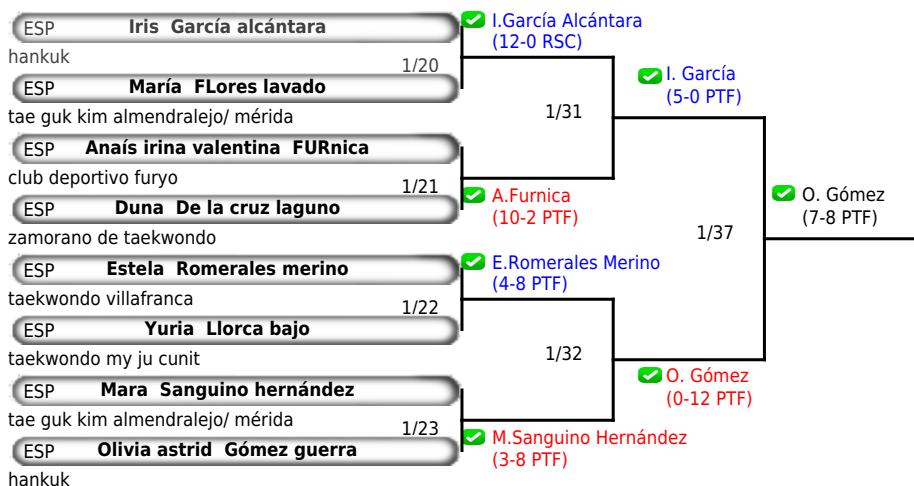 ESP Iris García alcántara
hankuk
1/20
ESP María FLores lavado
tae guk kim almendralejo/ mérida
ESP Anaís irina valentina FURnica
club deportivo furyo
1/21
ESP Duna De la cruz laguno
zamorano de taekwondo
ESP Estela Romerales merino
taekwondo villafranca
1/22
ESP Yuria Llorca bajo
taekwondo my ju cunit
ESP Mara Sanguino hernández
tae guk kim almendralejo/ mérida
1/23
ESP Olivia astrid Gómez guerra
hankuk
I.García Alcántara
(12-0 RSC)
1/31
A.Furnica
(10-2 PTF)
E.Romerales Merino
(4-8 PTF)
1/32
M.Sanguino Hernández
(3-8 PTF)
I. García
(5-0 PTF)
1/37
O. Gómez
(0-12 PTF)
O. Gómez
(7-8 PTF)